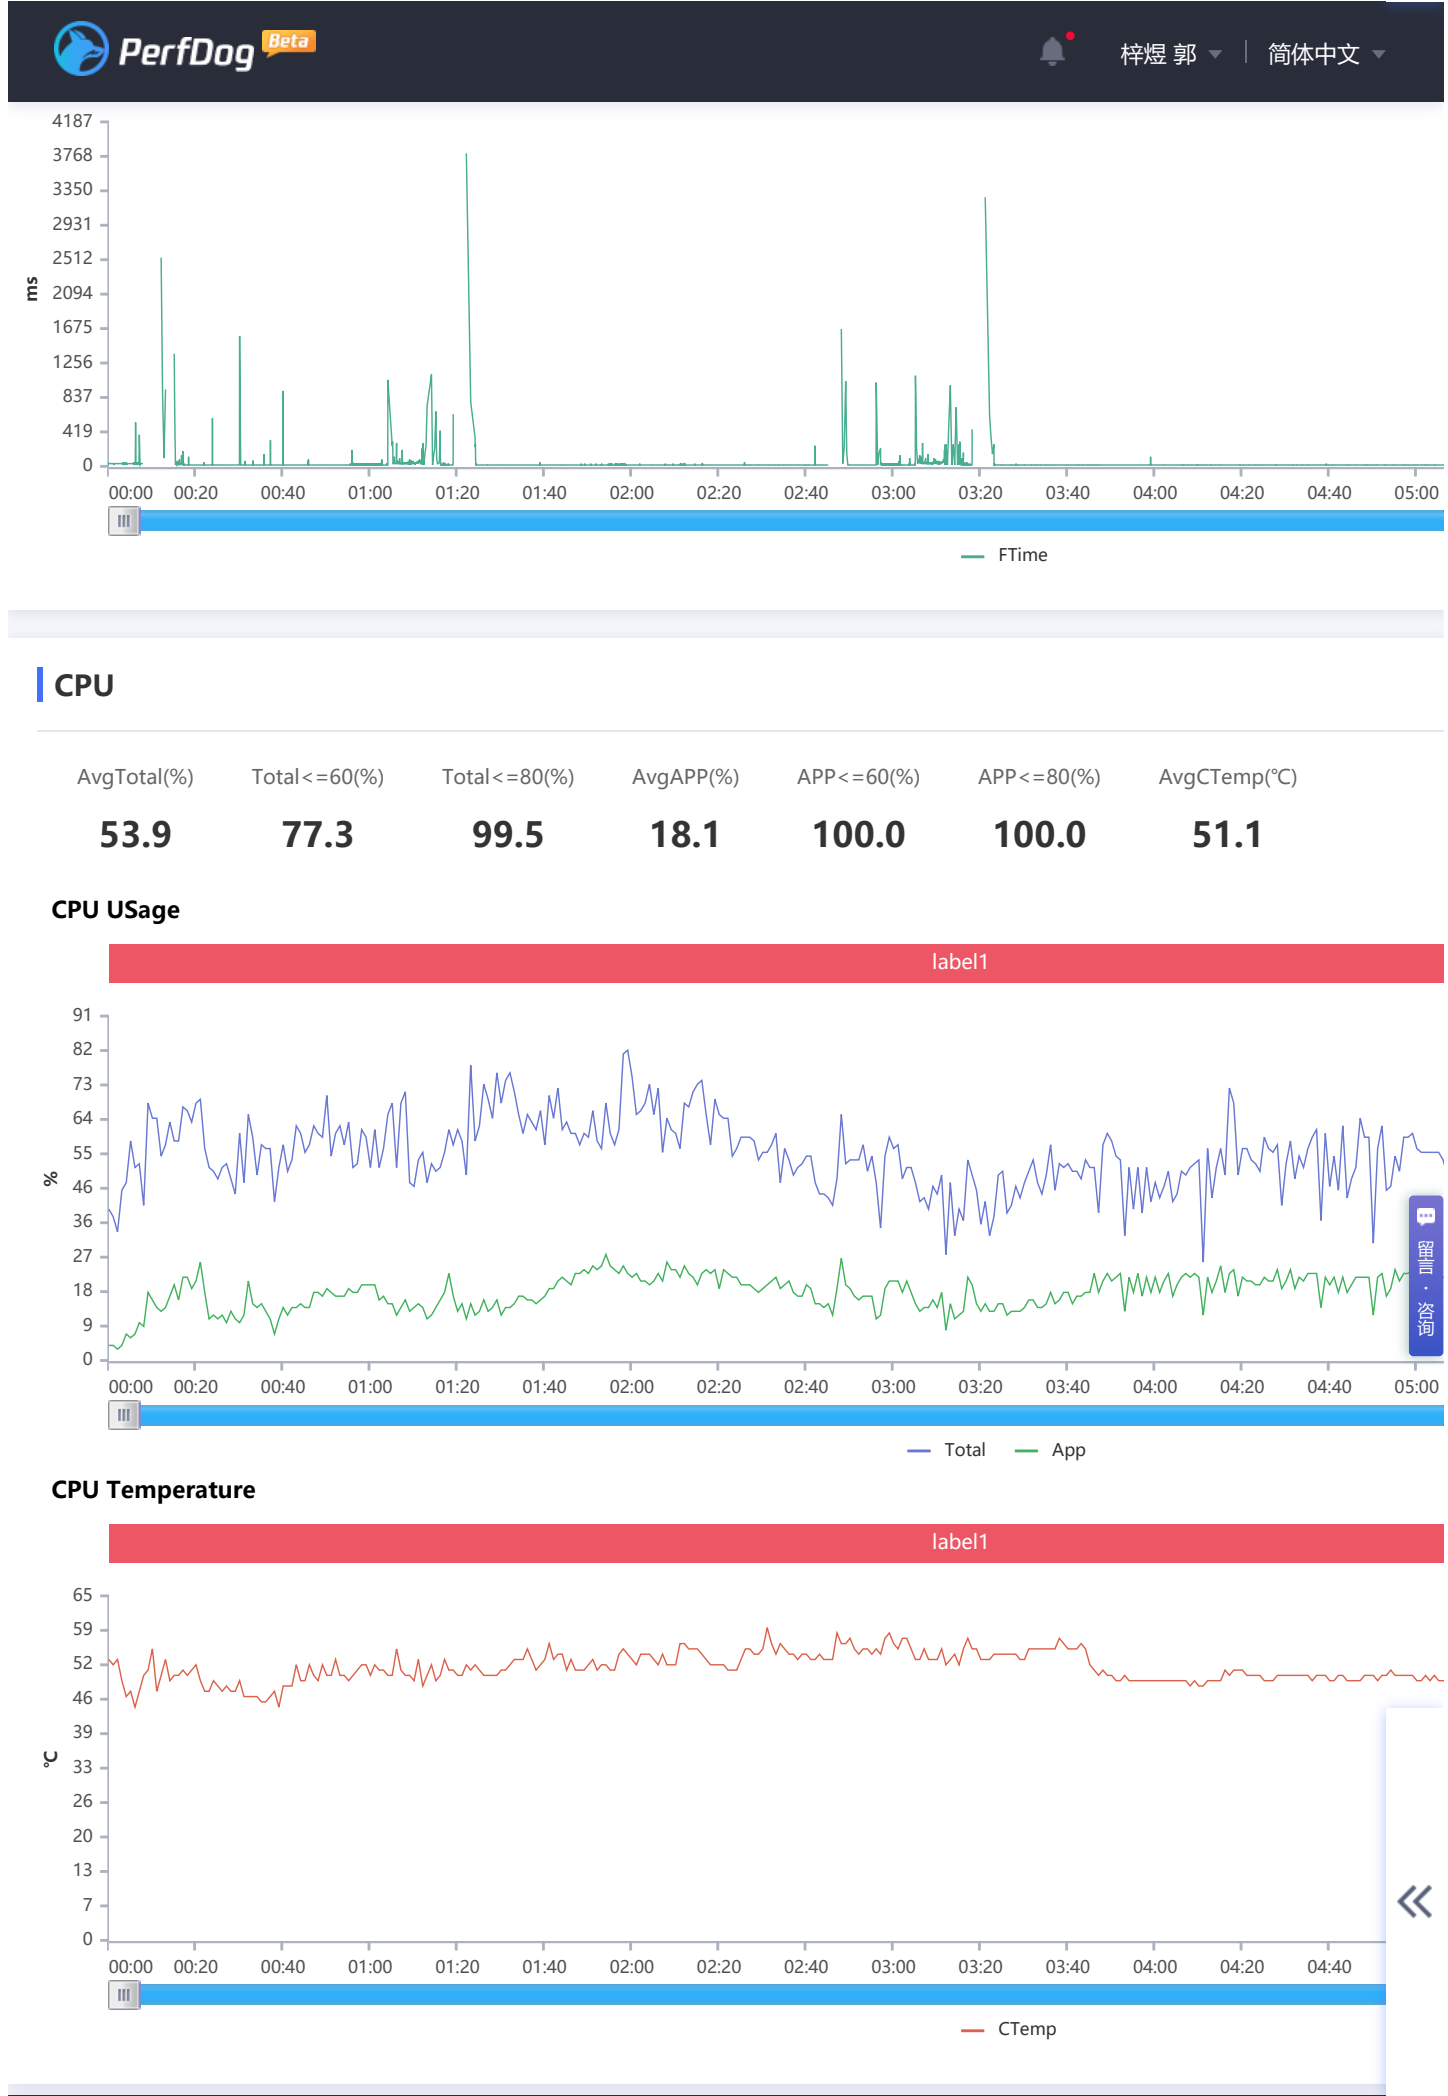 PerfDog Beta
梓煜 郭 简体中文
4187
3768
3350
2931
2512
2094
1675
1256
837
419
0
ms
00:00 00:20 00:40 01:00 01:20 01:40 02:00 02:20 02:40 03:00 03:20 03:40 04:00 04:20 04:40 05:00
FTime
CPU
AvgTotal(%) Total<=60(%) Total<=80(%) AvgAPP(%) APP<=60(%) APP<=80(%) AvgCTemp(℃)
53.9 77.3 99.5 18.1 100.0 100.0 51.1
CPU USage
label1
91
82
73
64
55
46
36
27
18
9
0
%
00:00 00:20 00:40 01:00 01:20 01:40 02:00 02:20 02:40 03:00 03:20 03:40 04:00 04:20 04:40 05:00
Total App
留言·咨询
CPU Temperature
label1
65
59
52
46
39
33
26
20
13
7
0
℃
00:00 00:20 00:40 01:00 01:20 01:40 02:00 02:20 02:40 03:00 03:20 03:40 04:00 04:20 04:40
CTemp